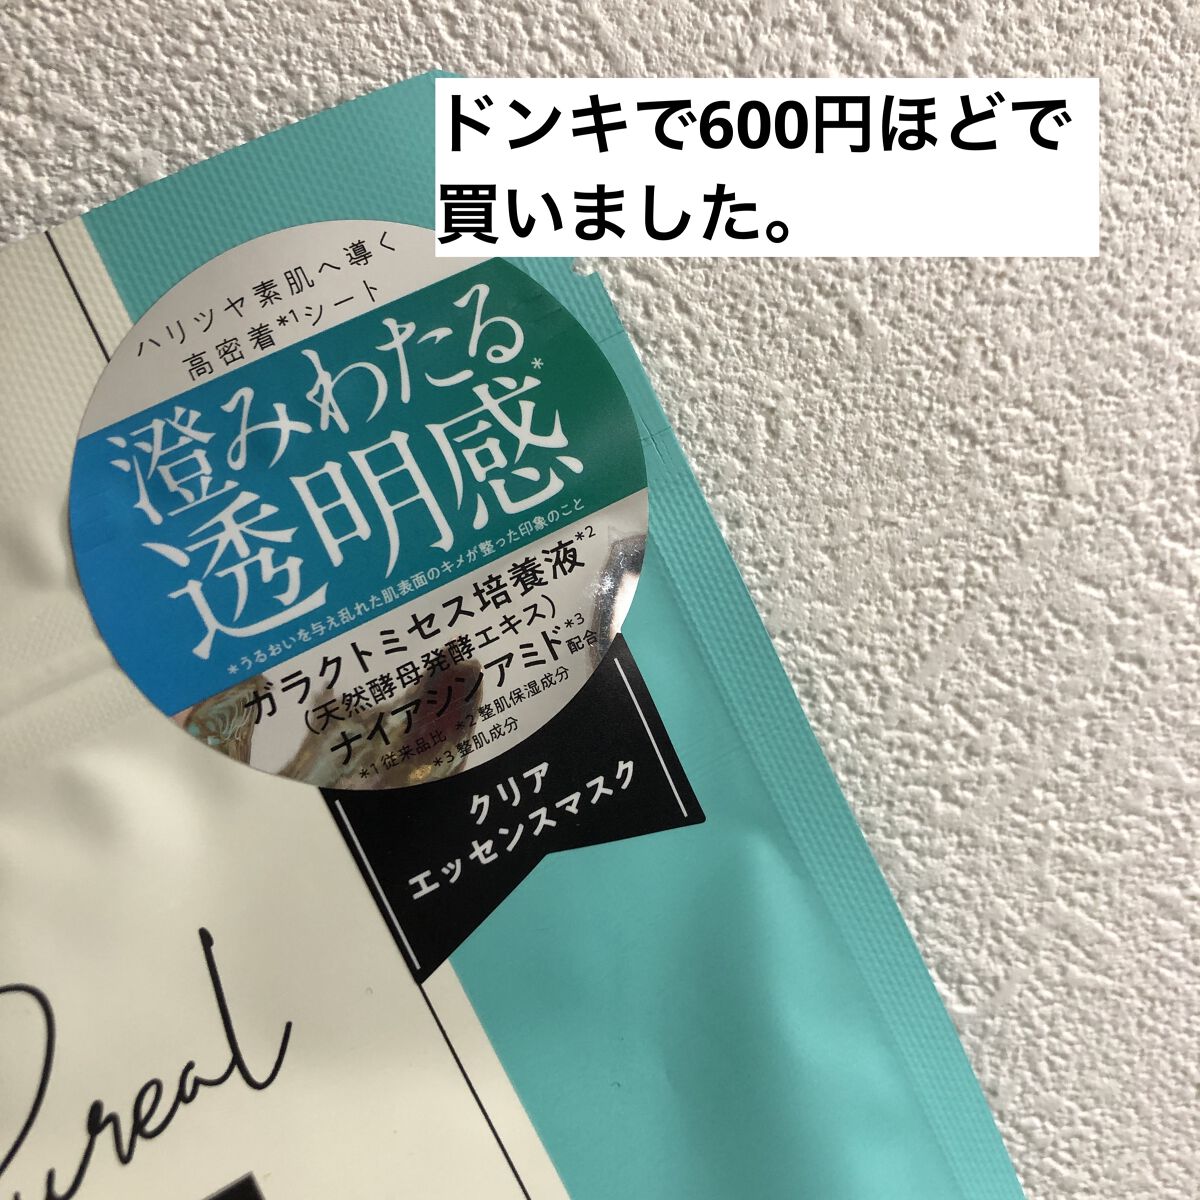 ドンキで600円ほどで
買いました。
ハリツヤ素肌へ導く
高密着*1シート
澄みわたる
透明感*
*うるおいを与え乱れた肌表面のキメが整った印象のこと
ガラクトミセス培養液*2
(天然酵母発酵エキス)
ナイアシンアミド*3配合
*1 従来品比 *2 整肌保湿成分
*3 整肌成分
クリア
エッセンスマスク
Pureal